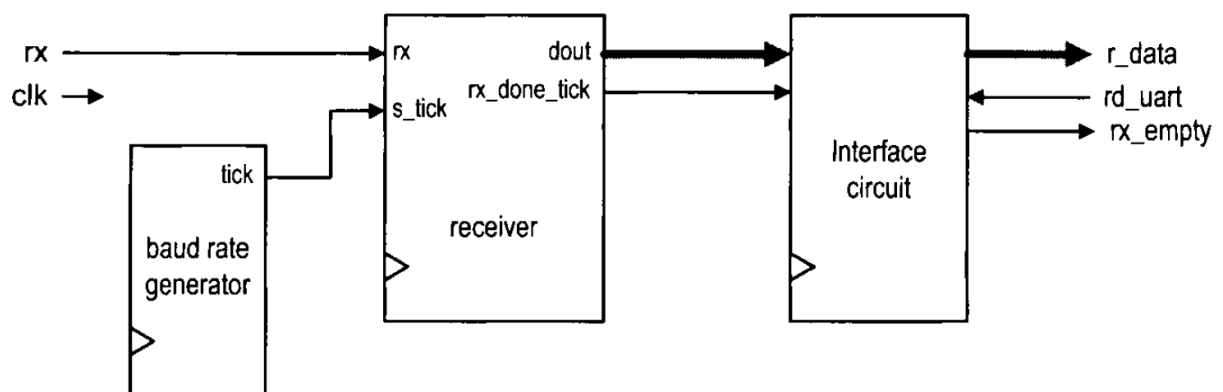 rx
clk
rx
s_tick
dout
rx_done_tick
receiver
tick
baud rate
generator
Interface
circuit
r_data
rd_uart
rx_empty